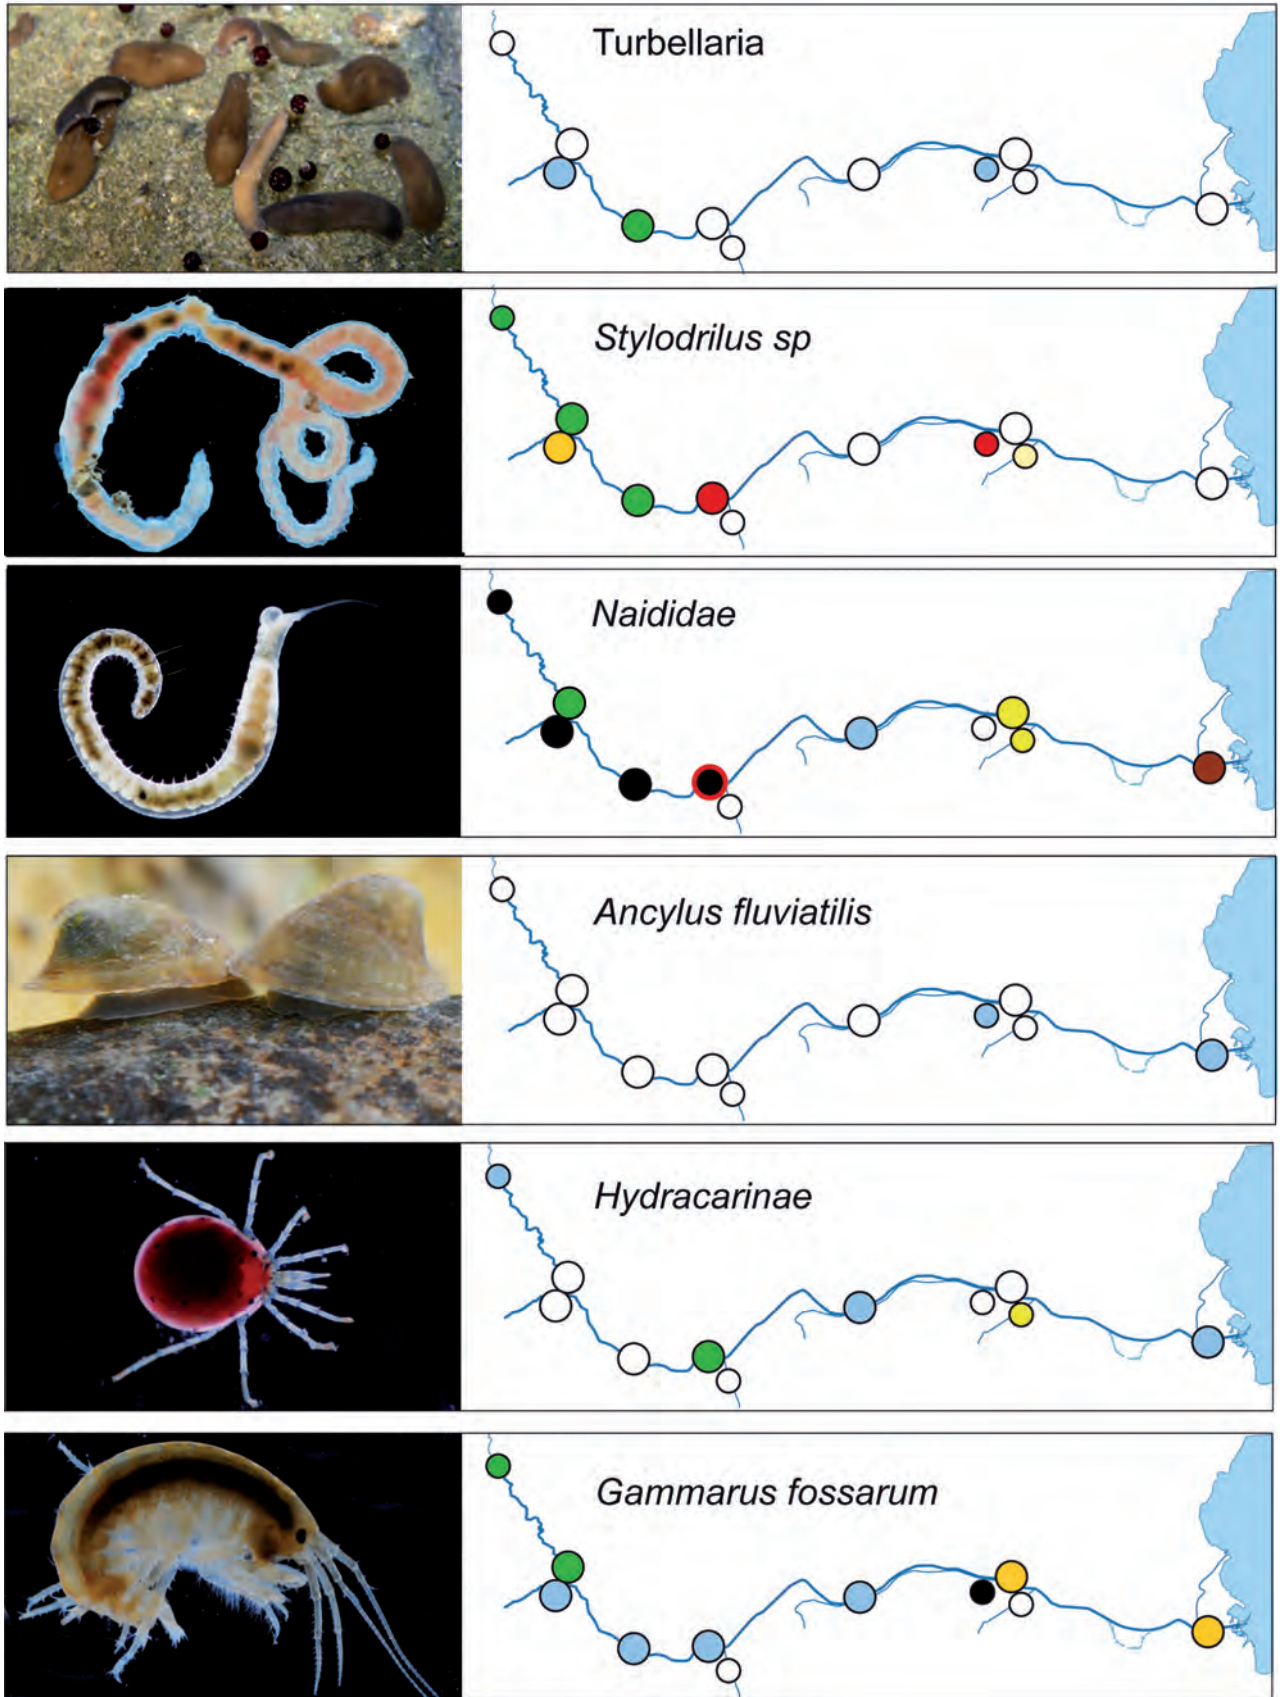 Turbellaria
Stylodrilus sp
Naididae
Ancylus fluviatilis
Hydracarinae
Gammarus fossarum